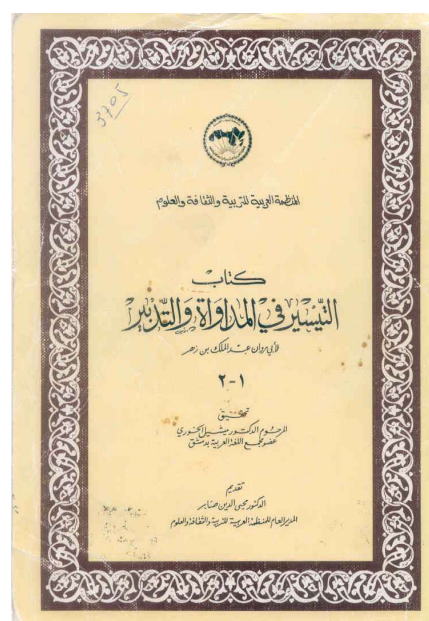 3705
المنظمة العربية للتربية والثقافة والعلوم
كتاب
التيسير في المداواة والتدبير
لأبي مروان عبد الملك بن زهر
١-٢
تحقيق
المرحوم الدكتور ميشيل الخوري
عضو مجمع اللغة العربية بدمشق
تقديم
الدكتور محيي الدين صابر
المدير العام للمنظمة العربية للتربية والثقافة والعلوم